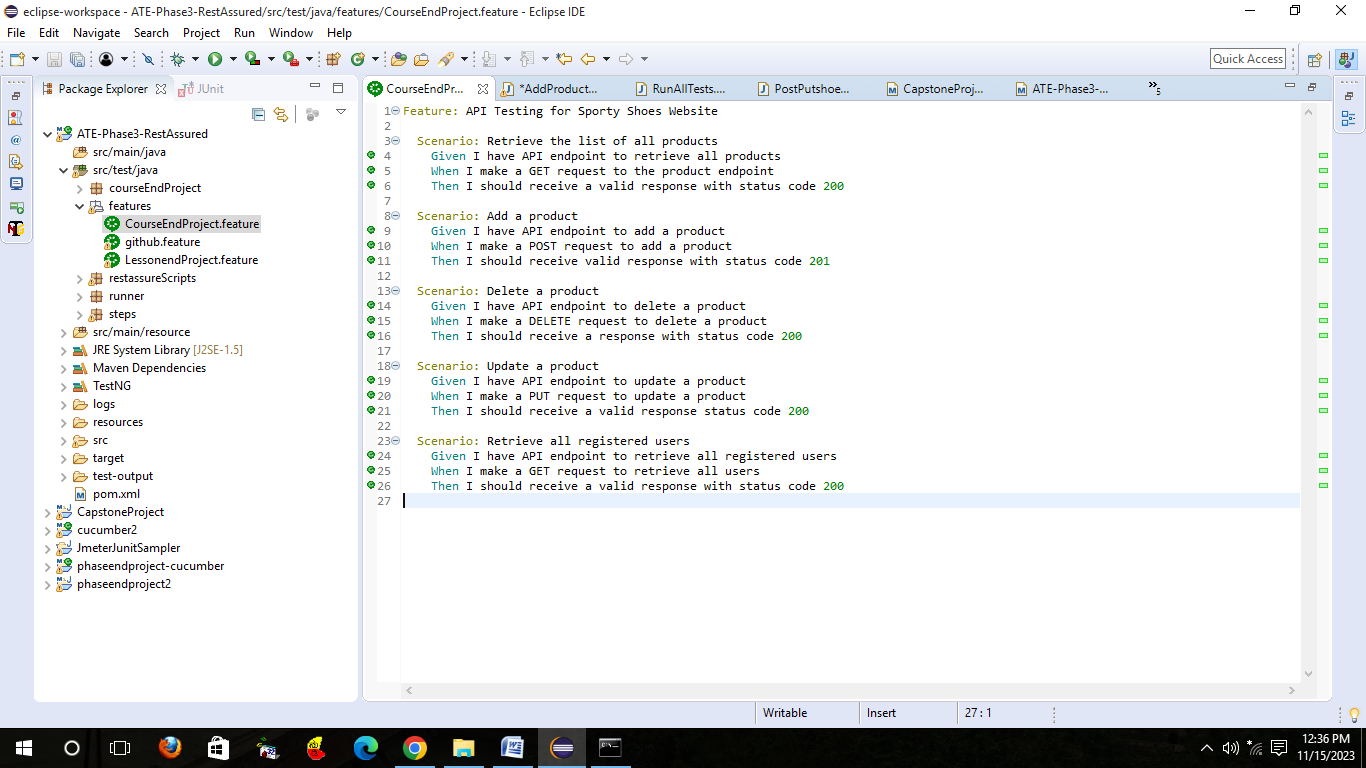 eclipse-workspace - ATE-Phase3-RestAssured/src/test/java/features/CourseEndProject.feature - Eclipse IDE
File Edit Navigate Search Project Run Window Help
Quick Access
Package Explorer
JUnit
ATE-Phase3-RestAssured
src/main/java
src/test/java
courseEndProject
features
CourseEndProject.feature
github.feature
LessonendProject.feature
restassureScripts
runner
steps
src/main/resource
JRE System Library [J2SE-1.5]
Maven Dependencies
TestNG
logs
resources
src
target
test-output
pom.xml
CapstoneProject
cucumber2
JmeterJunitSampler
phaseendproject-cucumber
phaseendproject2
CourseEndPr... *AddProduct... RunAllTests.... PostPutshoe... CapstoneProj... ATE-Phase3-... »5
1 Feature: API Testing for Sporty Shoes Website
2
3 Scenario: Retrieve the list of all products
4 Given I have API endpoint to retrieve all products
5 When I make a GET request to the product endpoint
6 Then I should receive a valid response with status code 200
7
8 Scenario: Add a product
9 Given I have API endpoint to add a product
10 When I make a POST request to add a product
11 Then I should receive valid response with status code 201
12
13 Scenario: Delete a product
14 Given I have API endpoint to delete a product
15 When I make a DELETE request to delete a product
16 Then I should receive a response with status code 200
17
18 Scenario: Update a product
19 Given I have API endpoint to update a product
20 When I make a PUT request to update a product
21 Then I should receive a valid response status code 200
22
23 Scenario: Retrieve all registered users
24 Given I have API endpoint to retrieve all registered users
25 When I make a GET request to retrieve all users
26 Then I should receive a valid response with status code 200
27
Writable Insert 27 : 1
12:36 PM
11/15/2023